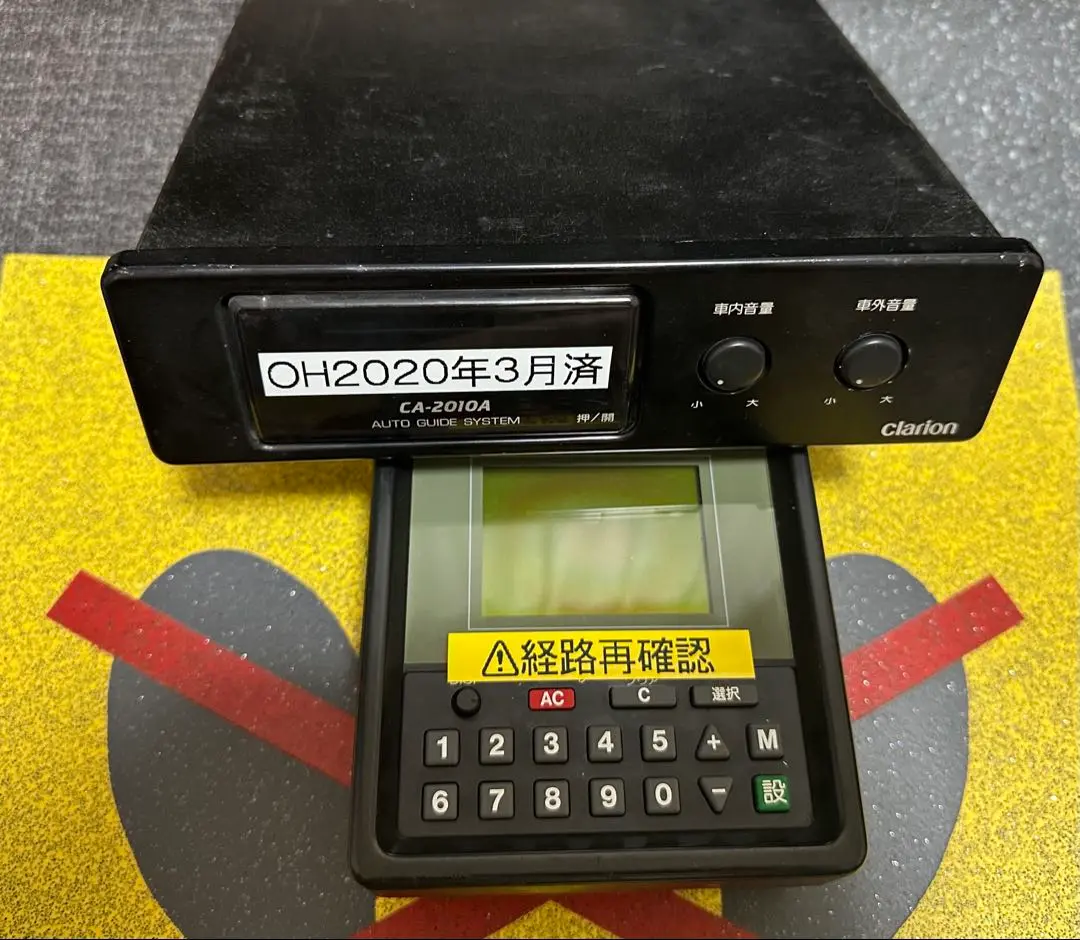 車内音量
車外音量
OH2020年3月済
小 大
小 大
CA-2010A
AUTO GUIDE SYSTEM
押/開
clarion
⚠経路再確認
AC
C
選択
1 2 3 4 5 + M
6 7 8 9 0 - 設